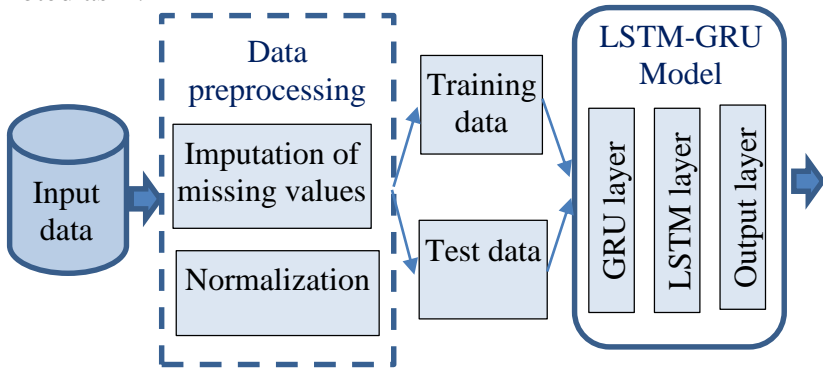 Input
data
Data
preprocessing
Imputation of
missing values
Normalization
Training
data
Test data
LSTM-GRU
Model
GRU layer
LSTM layer
Output layer